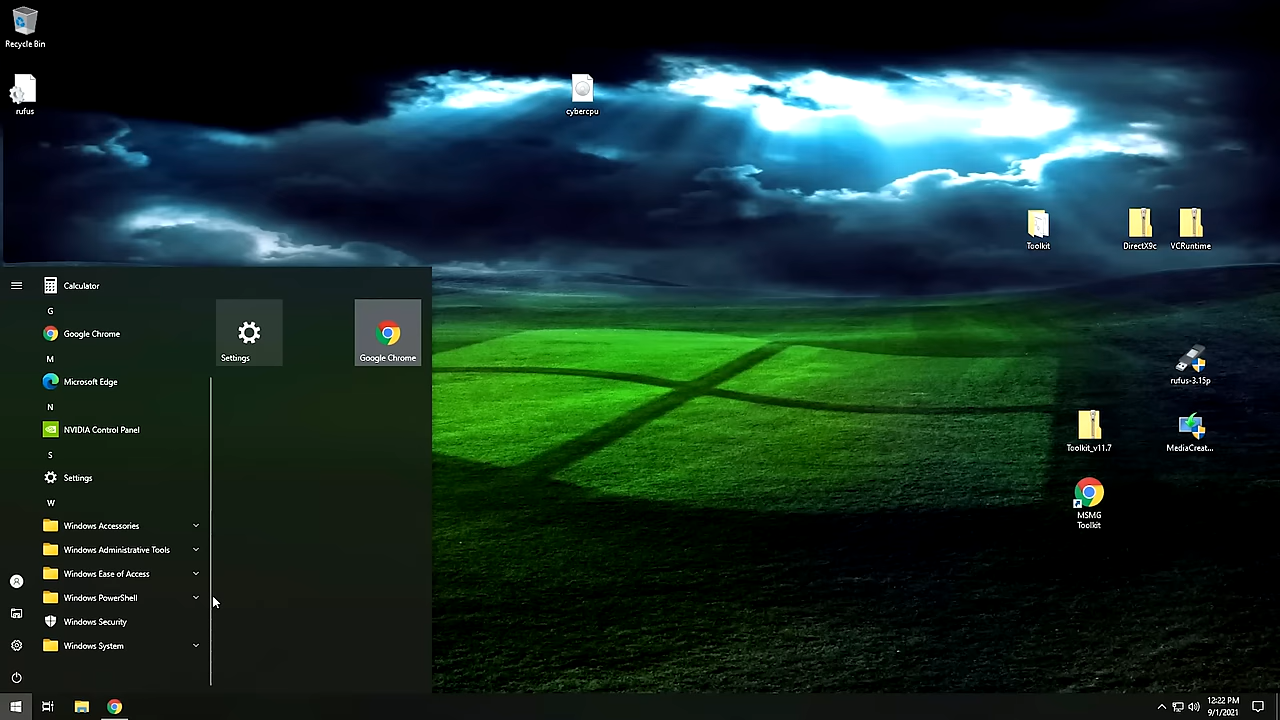 Recycle Bin
rufus
cybercpu
Toolkit
DirectX9c
VCRuntime
rufus-3.15p
Toolkit_v11.7
MediaCreat...
MSMG
Toolkit
Calculator
G
Google Chrome
M
Microsoft Edge
N
NVIDIA Control Panel
S
Settings
W
Windows Accessories
Windows Administrative Tools
Windows Ease of Access
Windows PowerShell
Windows Security
Windows System
Settings
Google Chrome
12:22 PM
9/1/2021